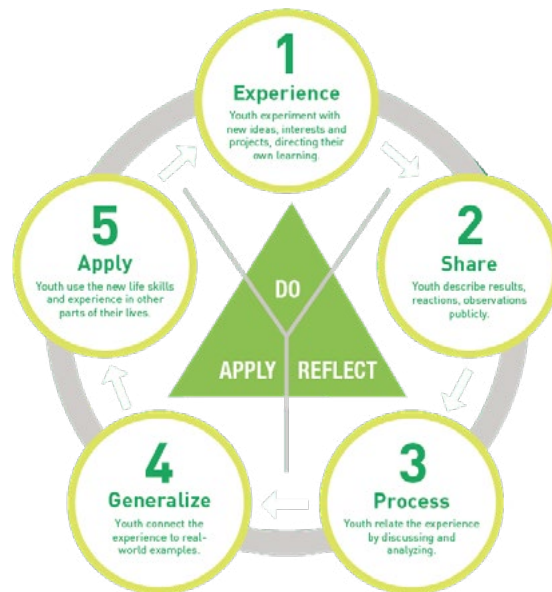 1
Experience
Youth experiment with
new ideas, interests and
projects, directing their
own learning.
2
Share
Youth describe results,
reactions, observations
publicly.
3
Process
Youth relate the experience
by discussing and
analyzing.
4
Generalize
Youth connect the
experience to real-
world examples.
5
Apply
Youth use the new life skills
and experience in other
parts of their lives.
DO
APPLY
REFLECT